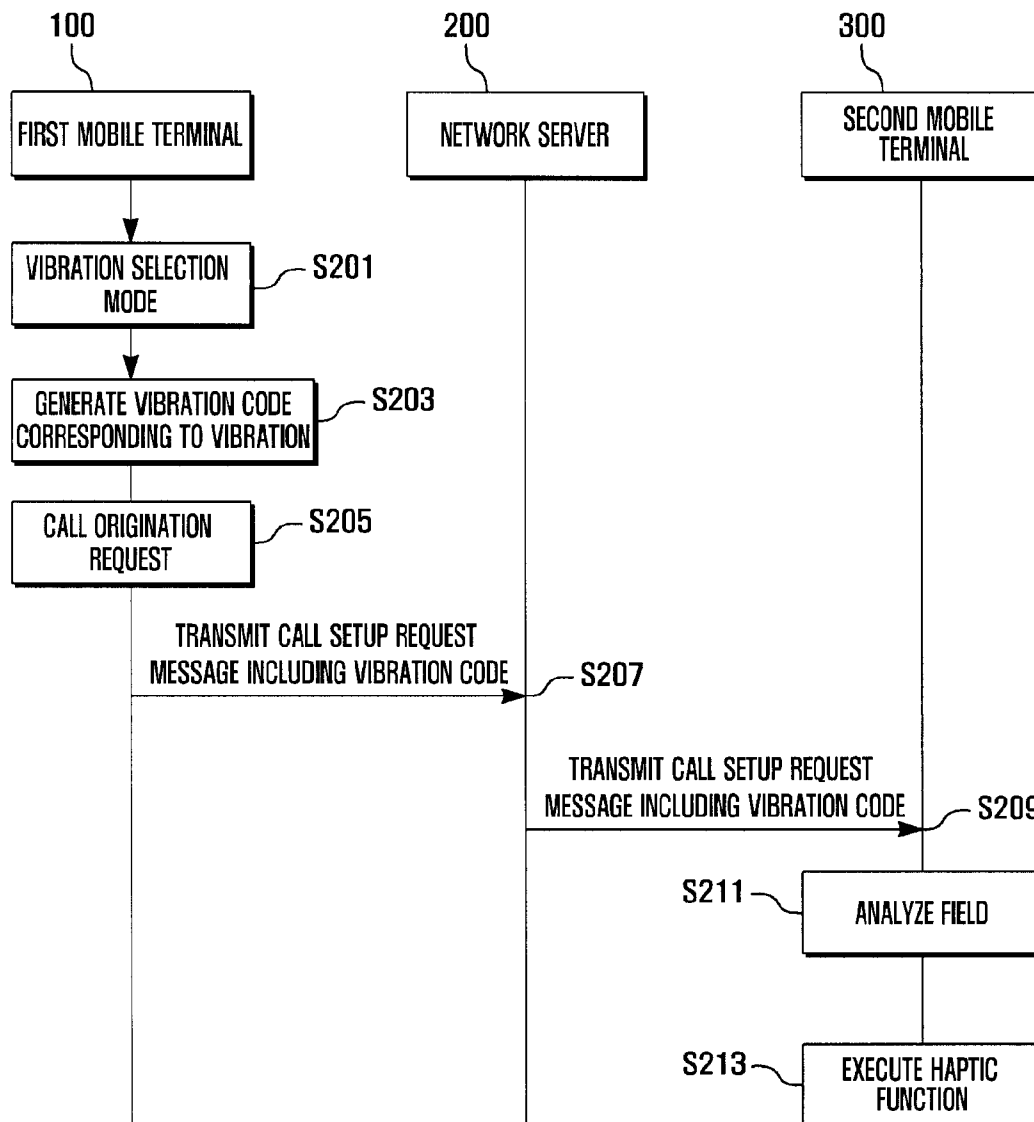 100
200
300
FIRST MOBILE TERMINAL
NETWORK SERVER
SECOND MOBILE
TERMINAL
VIBRATION SELECTION
MODE
S201
GENERATE VIBRATION CODE
CORRESPONDING TO VIBRATION
S203
CALL ORIGINATION
REQUEST
S205
TRANSMIT CALL SETUP REQUEST
MESSAGE INCLUDING VIBRATION CODE
S207
TRANSMIT CALL SETUP REQUEST
MESSAGE INCLUDING VIBRATION CODE
S209
S211
ANALYZE FIELD
S213
EXECUTE HAPTIC
FUNCTION